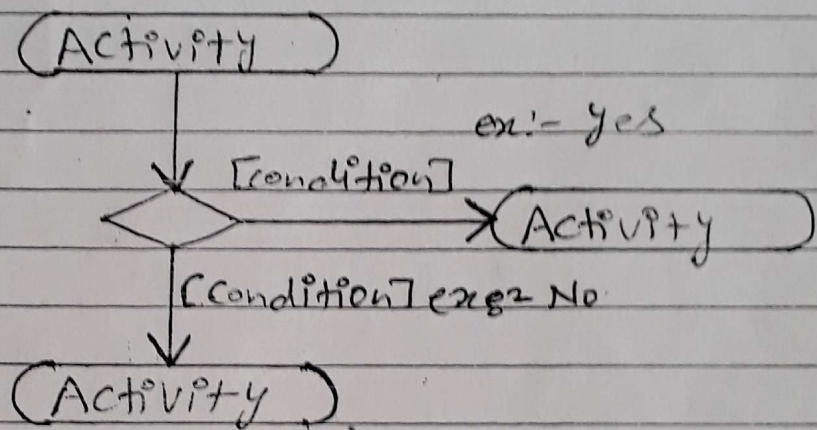 Activity
ex:- yes
[condition]
Activity
[condition] ex:- No
Activity